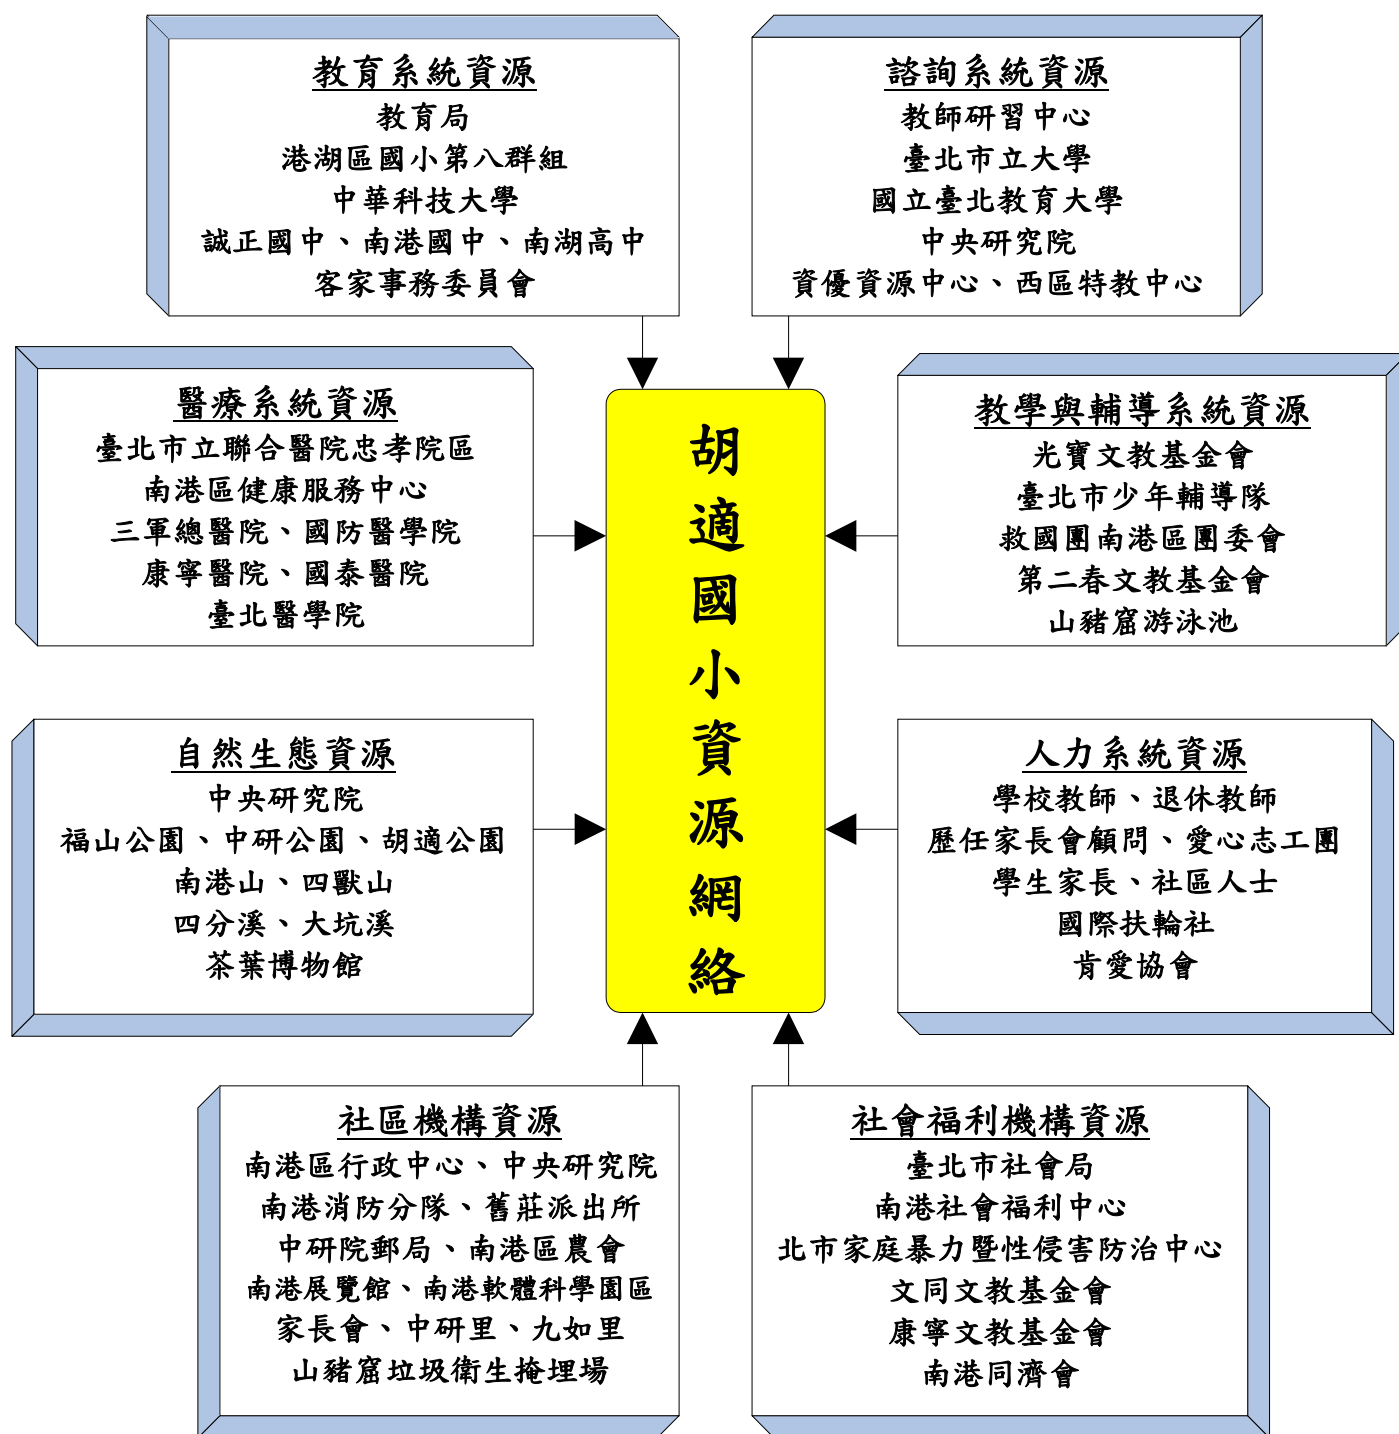 教育系統資源
教育局
港湖區國小第八群組
中華科技大學
誠正國中、南港國中、南湖高中
客家事務委員會
諮詢系統資源
教師研習中心
臺北市立大學
國立臺北教育大學
中央研究院
資優資源中心、西區特教中心
醫療系統資源
臺北市立聯合醫院忠孝院區
南港區健康服務中心
三軍總醫院、國防醫學院
康寧醫院、國泰醫院
臺北醫學院
胡適國小資源網絡
教學與輔導系統資源
光寶文教基金會
臺北市少年輔導隊
救國團南港區團委會
第二春文教基金會
山豬窟游泳池
自然生態資源
中央研究院
福山公園、中研公園、胡適公園
南港山、四獸山
四分溪、大坑溪
茶葉博物館
人力系統資源
學校教師、退休教師
歷任家長會顧問、愛心志工團
學生家長、社區人士
國際扶輪社
肯愛協會
社區機構資源
南港區行政中心、中央研究院
南港消防分隊、舊莊派出所
中研院郵局、南港區農會
南港展覽館、南港軟體科學園區
家長會、中研里、九如里
山豬窟垃圾衛生掩埋場
社會福利機構資源
臺北市社會局
南港社會福利中心
北市家庭暴力暨性侵害防治中心
文同文教基金會
康寧文教基金會
南港同濟會